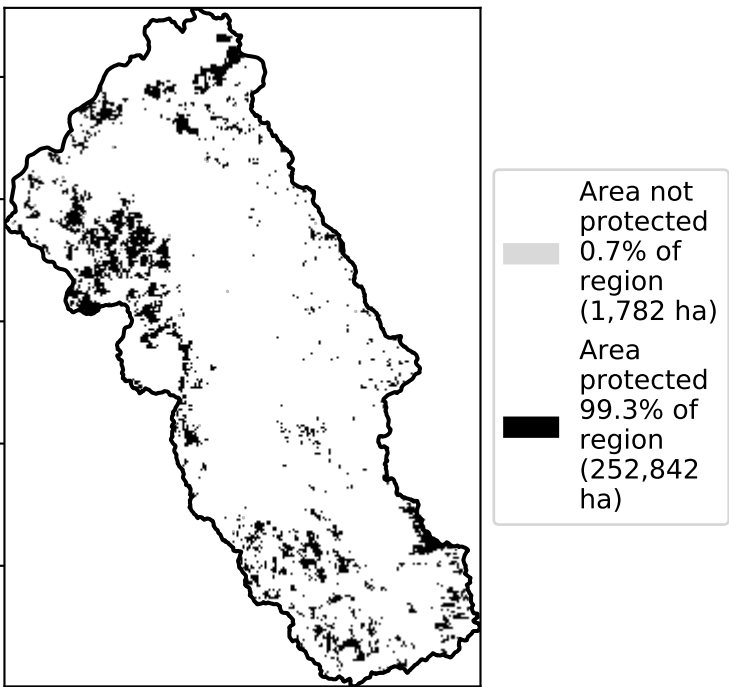 Area not
protected
0.7% of
region
(1,782 ha)
Area
protected
99.3% of
region
(252,842
ha)